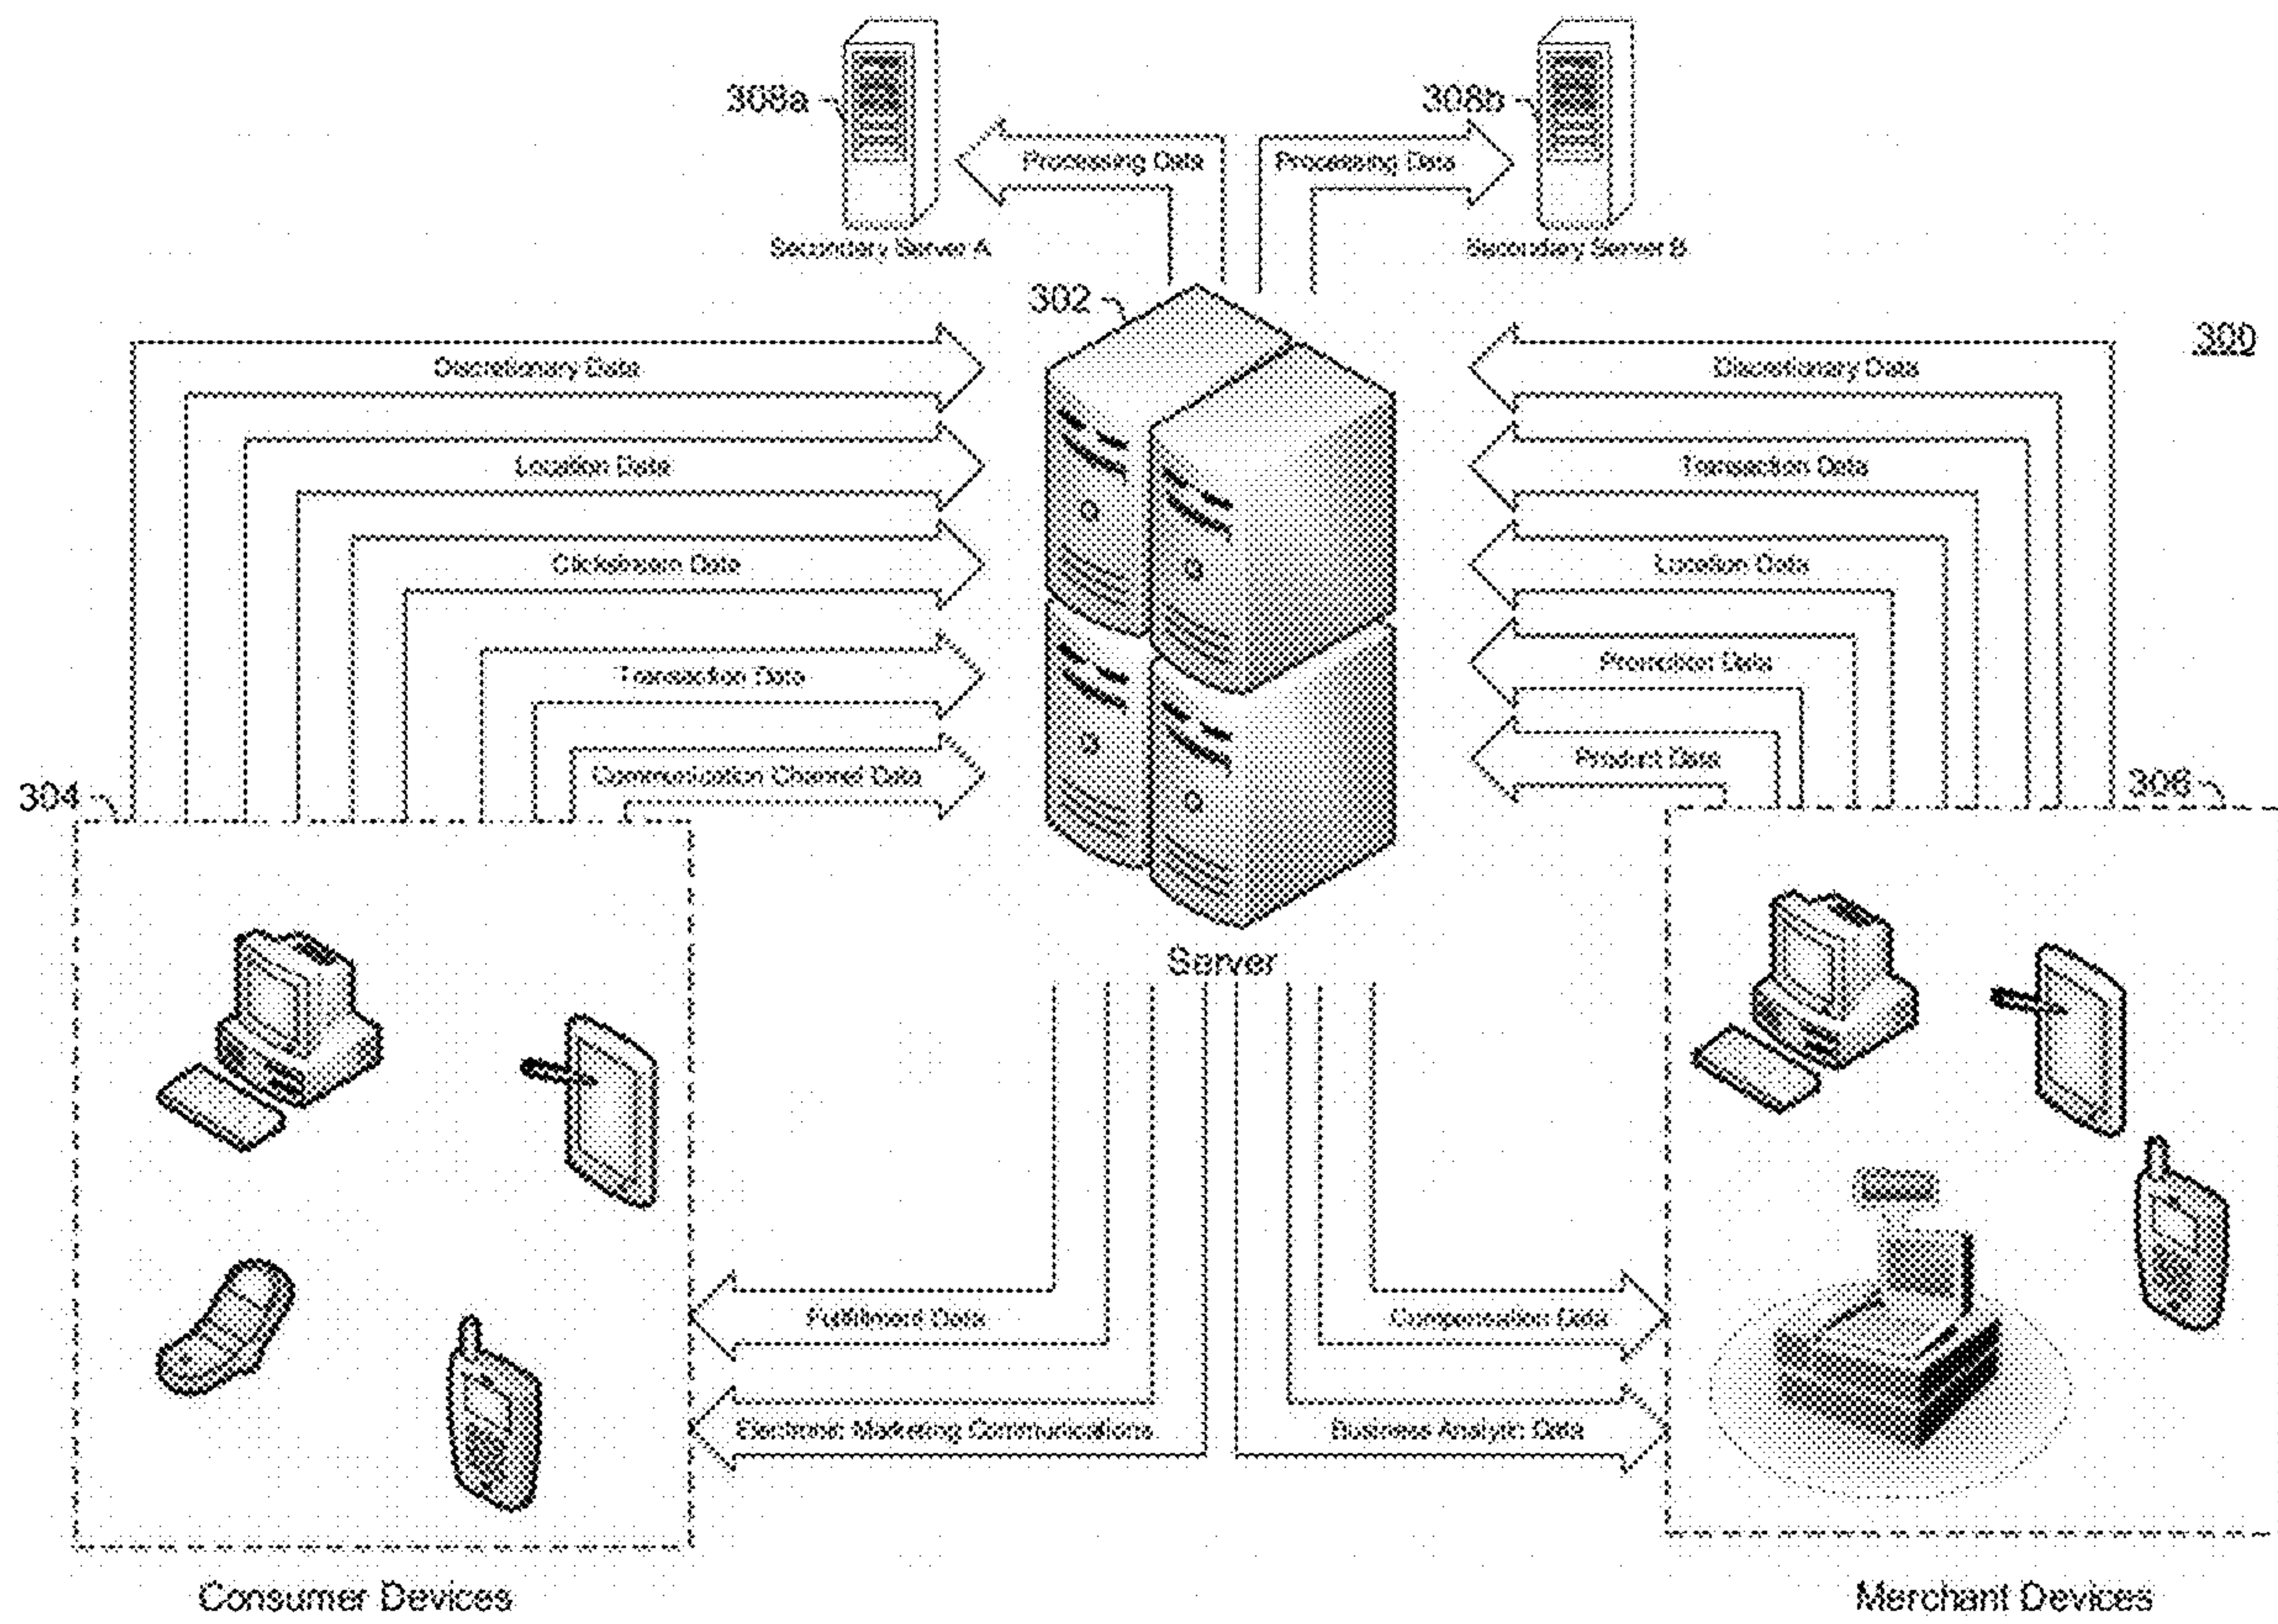 308a
308b
Processing Data
Processing Data
Secondary Server A
Secondary Server B
302
300
Discretionary Data
Discretionary Data
Location Data
Transaction Data
Clickstream Data
Location Data
Transaction Data
Promotion Data
Communication Channel Data
Product Data
304
306
Server
Fulfillment Data
Compensation Data
Electronic Marketing Communications
Business Analytic Data
Consumer Devices
Merchant Devices